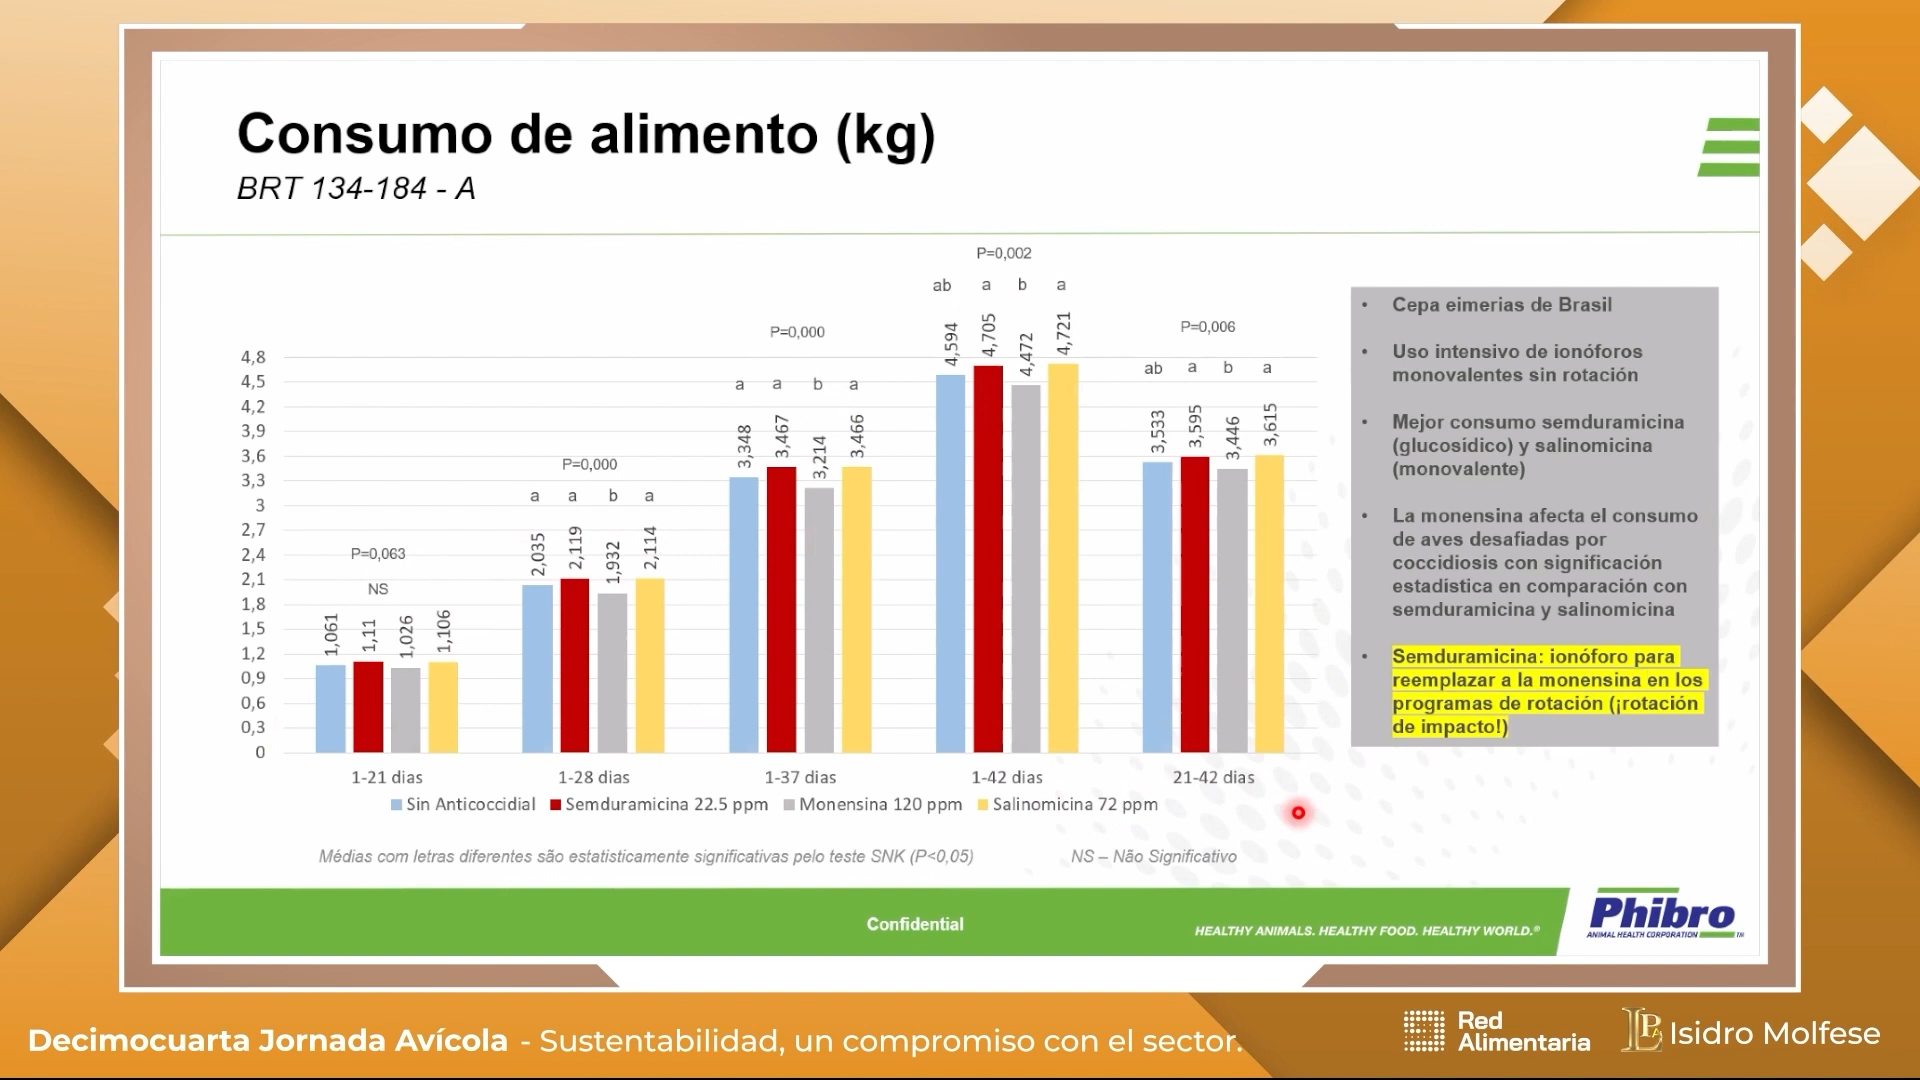 Consumo de alimento (kg)
BRT 134-184 - A
P=0,002
ab a b a
P=0,000
P=0,006
4,594
4,705
4,472
4,721
4,8
4,5
4,2
3,9
3,6
3,3
3
2,7
2,4
2,1
1,8
1,5
1,2
0,9
0,6
0,3
0
a a b a
ab a b a
3,348
3,467
3,214
3,466
3,533
3,595
3,446
3,615
P=0,000
a a b a
2,035
2,119
1,932
2,114
P=0,063
NS
1,061
1,11
1,026
1,106
1-21 dias
1-28 dias
1-37 dias
1-42 dias
21-42 dias
Sin Anticoccidial
Semduramicina 22.5 ppm
Monensina 120 ppm
Salinomicina 72 ppm
Médias com letras diferentes são estatisticamente significativas pelo teste SNK (P<0,05)
NS – Não Significativo
• Cepa eimerias de Brasil
• Uso intensivo de ionóforos
monovalentes sin rotación
• Mejor consumo semduramicina
(glucosídico) y salinomicina
(monovalente)
• La monensina afecta el consumo
de aves desafiadas por
coccidiosis con significación
estadística en comparación con
semduramicina y salinomicina
• Semduramicina: ionóforo para
reemplazar a la monensina en los
programas de rotación (¡rotación
de impacto!)
Confidential
HEALTHY ANIMALS. HEALTHY FOOD. HEALTHY WORLD.®
Phibro
ANIMAL HEALTH CORPORATION TM
Decimocuarta Jornada Avícola - Sustentabilidad, un compromiso con el sector.
Red
Alimentaria
Isidro Molfese